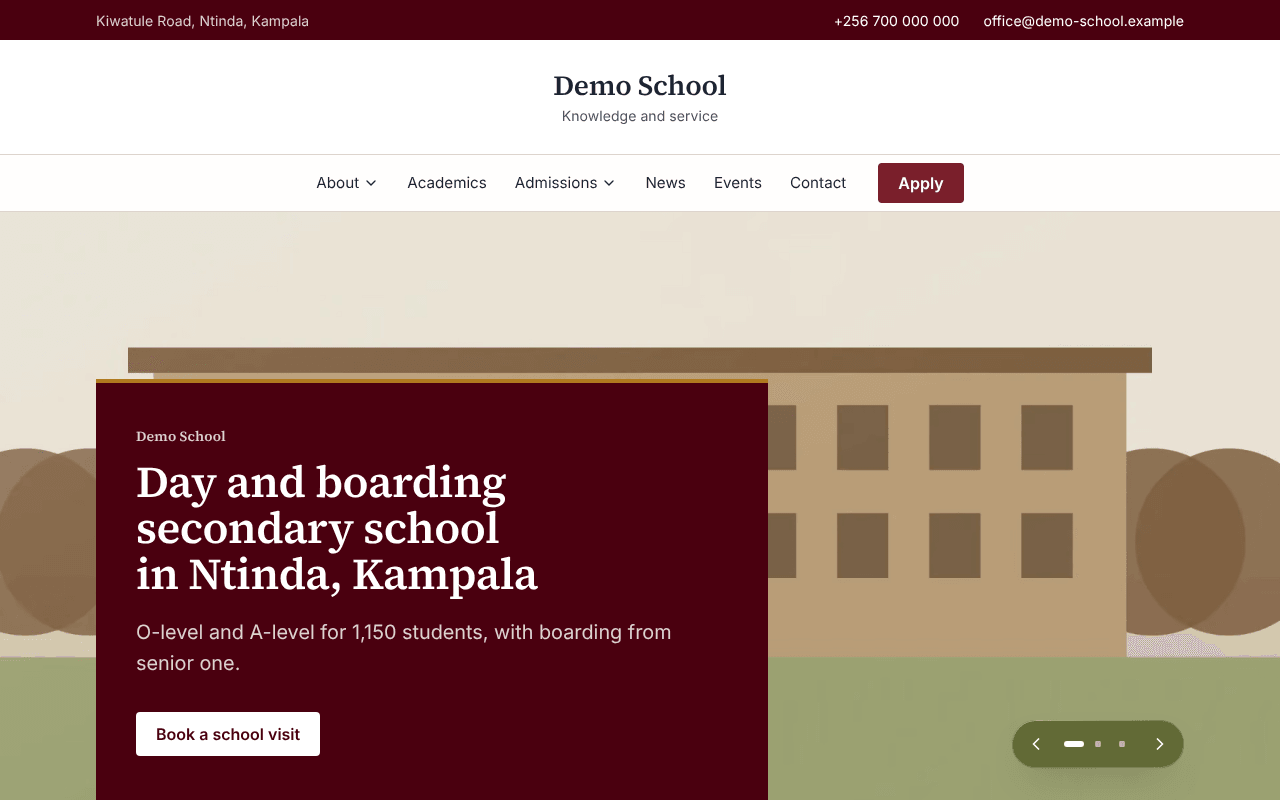 Kiwatule Road, Ntinda, Kampala
+256 700 000 000
office@demo-school.example
Demo School
Knowledge and service
About
Academics
Admissions
News
Events
Contact
Apply
Demo School
Day and boarding
secondary school
in Ntinda, Kampala
O-level and A-level for 1,150 students, with boarding from
senior one.
Book a school visit